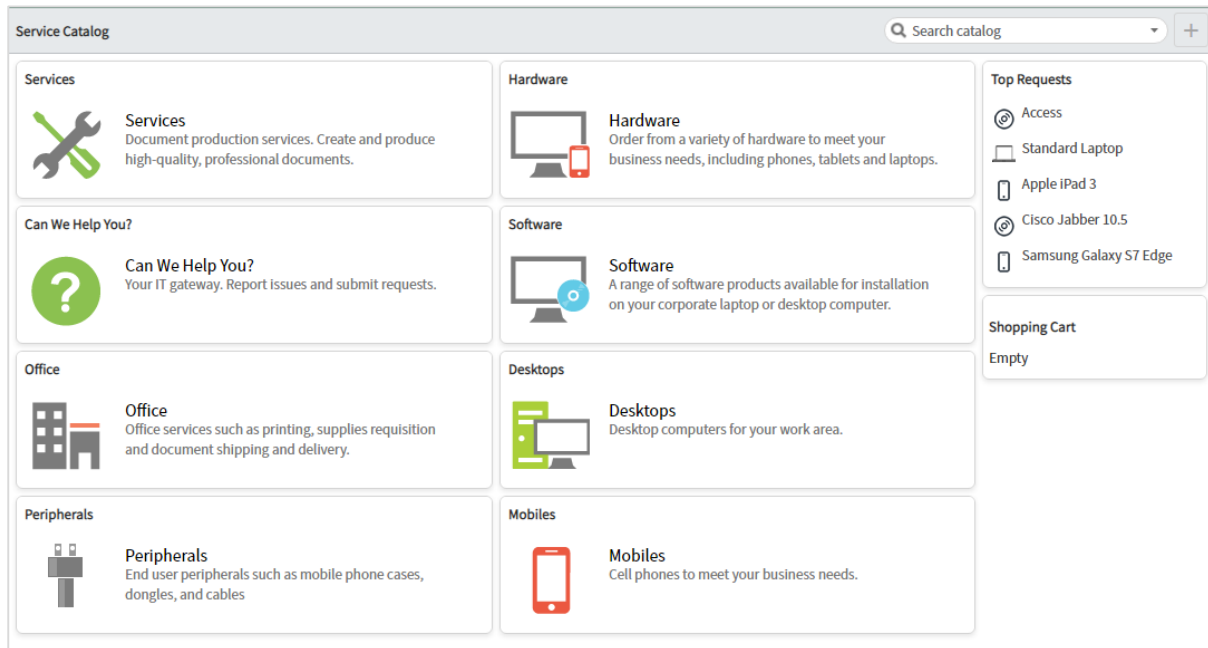 Service Catalog
Search catalog
Services
Services
Document production services. Create and produce
high-quality, professional documents.
Hardware
Hardware
Order from a variety of hardware to meet your
business needs, including phones, tablets and laptops.
Can We Help You?
Can We Help You?
Your IT gateway. Report issues and submit requests.
Software
Software
A range of software products available for installation
on your corporate laptop or desktop computer.
Office
Office
Office services such as printing, supplies requisition
and document shipping and delivery.
Desktops
Desktops
Desktop computers for your work area.
Peripherals
Peripherals
End user peripherals such as mobile phone cases,
dongles, and cables
Mobiles
Mobiles
Cell phones to meet your business needs.
Top Requests
Access
Standard Laptop
Apple iPad 3
Cisco Jabber 10.5
Samsung Galaxy S7 Edge
Shopping Cart
Empty